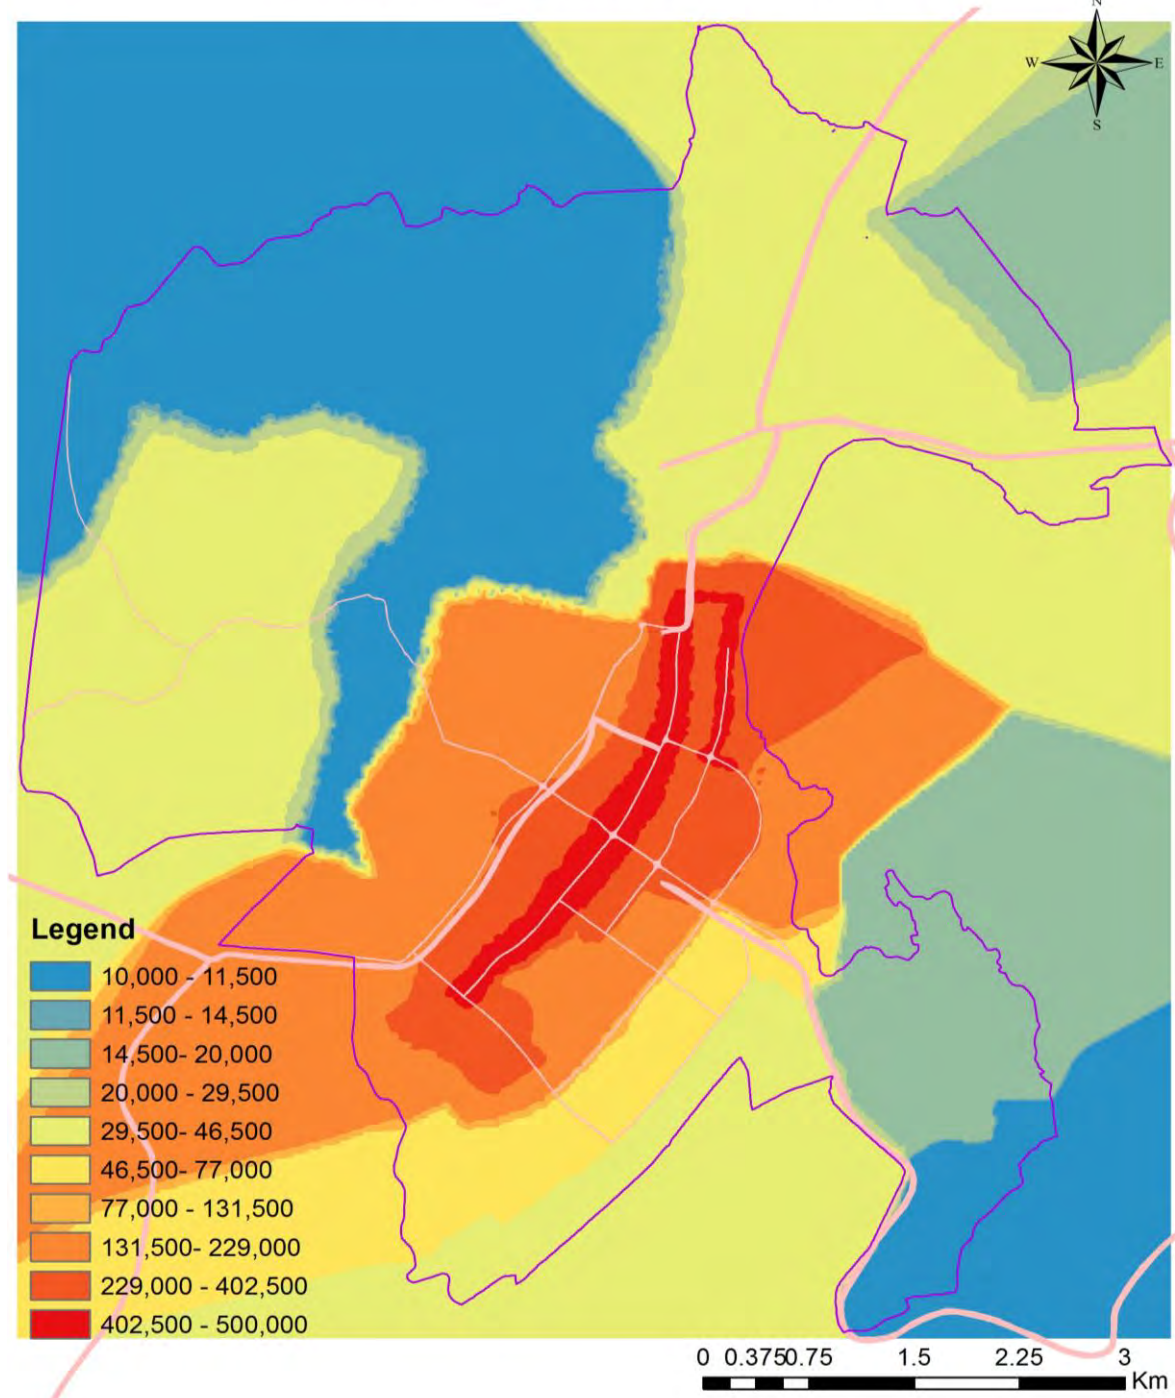 N
W E
S
Legend
10,000 - 11,500
11,500 - 14,500
14,500- 20,000
20,000 - 29,500
29,500- 46,500
46,500- 77,000
77,000 - 131,500
131,500- 229,000
229,000 - 402,500
402,500 - 500,000
0 0.3750.75 1.5 2.25 3
Km